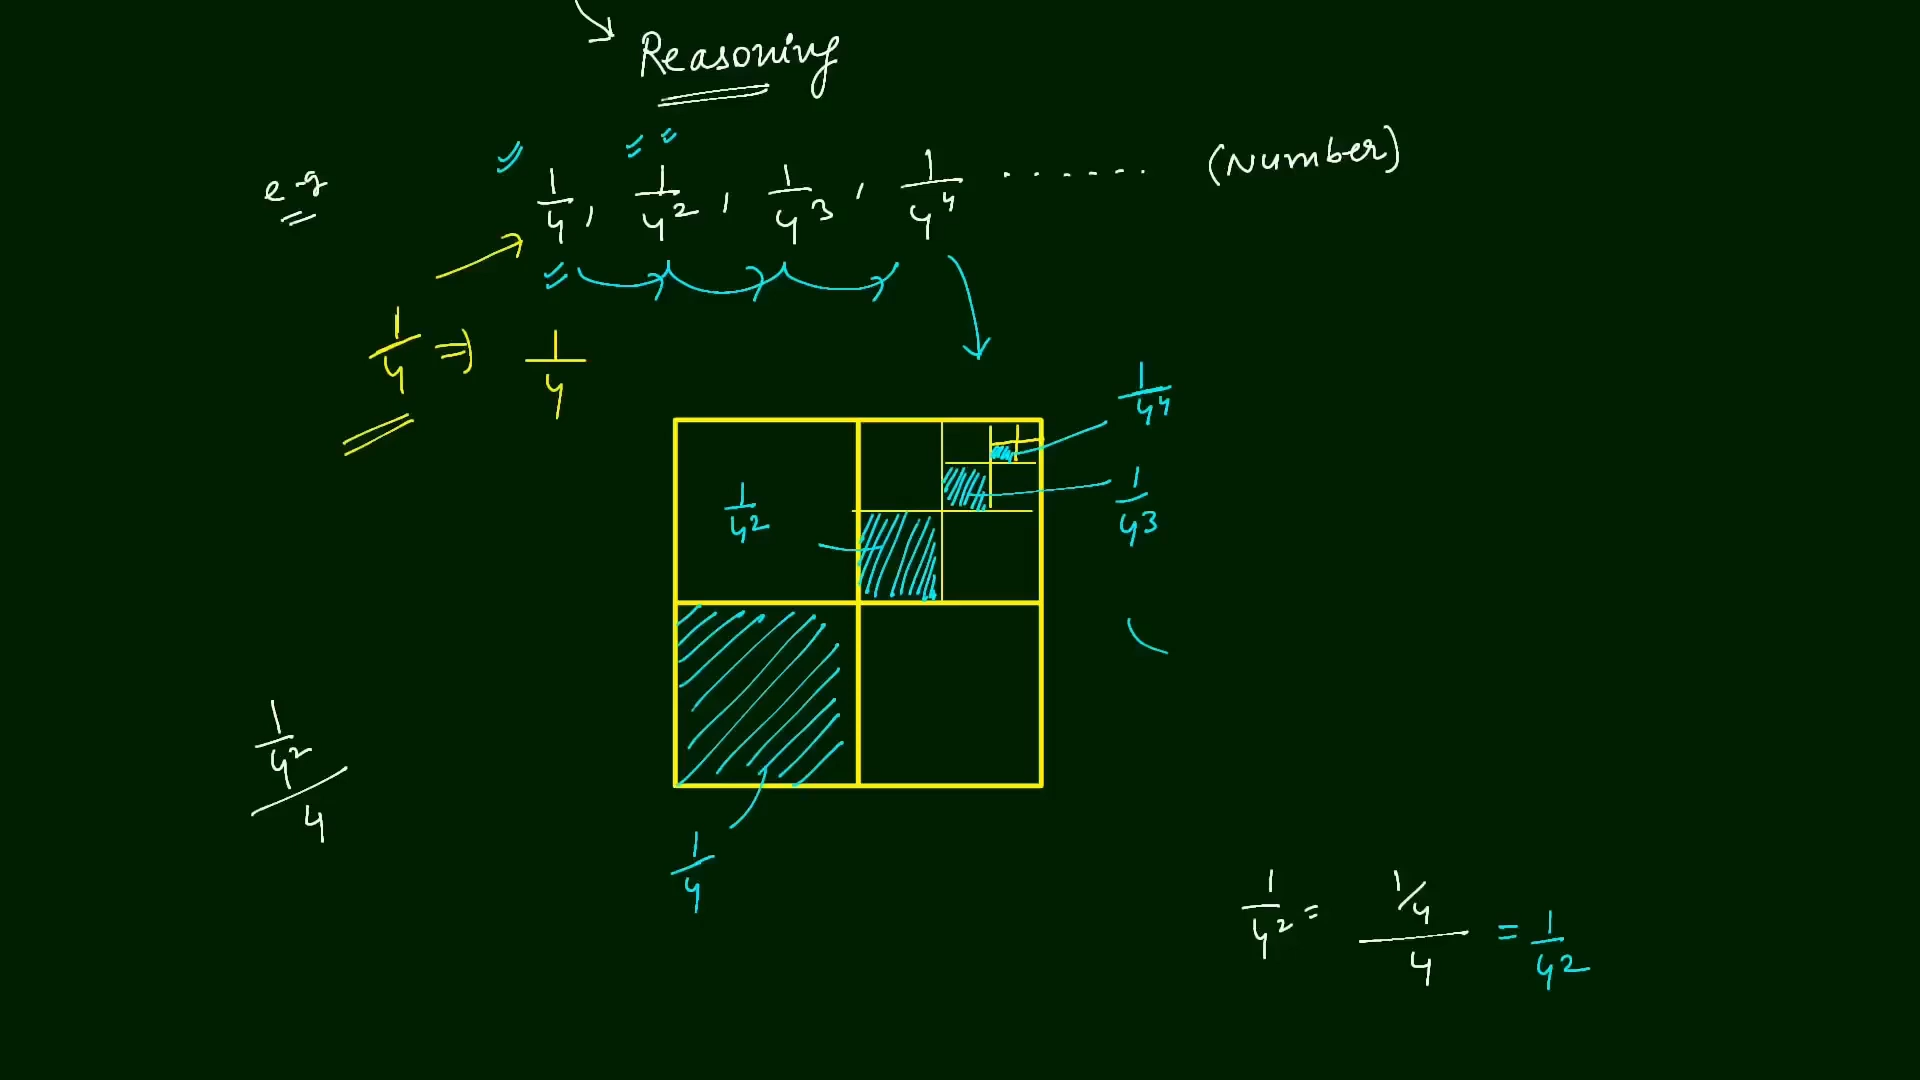 Reasoning
e.g
1/4, 1/4², 1/4³, 1/4⁴ ...... (Number)
1/4 ⇒ 1/4
1/4⁴
1/4²
1/4³
1/4²/4
1/4
1/4² = 1/4/4 = 1/4²